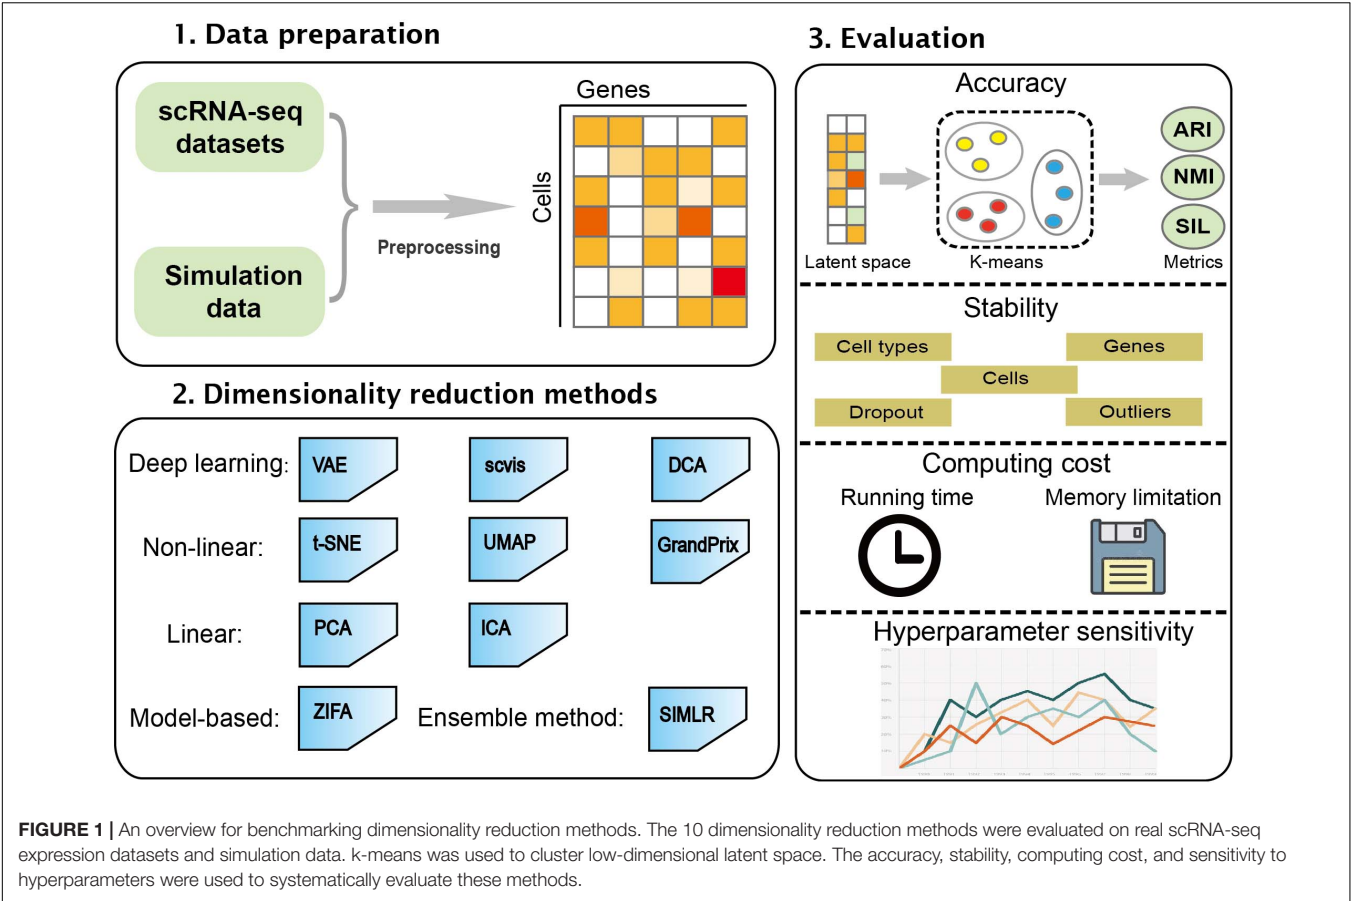 1. Data preparation
scRNA-seq
datasets
Simulation
data
Preprocessing
Genes
Cells
2. Dimensionality reduction methods
Deep learning:
VAE
scvis
DCA
Non-linear:
t-SNE
UMAP
GrandPrix
Linear:
PCA
ICA
Model-based:
ZIFA
Ensemble method:
SIMLR
3. Evaluation
Accuracy
ARI
NMI
SIL
Latent space
K-means
Metrics
Stability
Cell types
Genes
Cells
Dropout
Outliers
Computing cost
Running time
Memory limitation
Hyperparameter sensitivity
FIGURE 1 | An overview for benchmarking dimensionality reduction methods. The 10 dimensionality reduction methods were evaluated on real scRNA-seq
expression datasets and simulation data. k-means was used to cluster low-dimensional latent space. The accuracy, stability, computing cost, and sensitivity to
hyperparameters were used to systematically evaluate these methods.